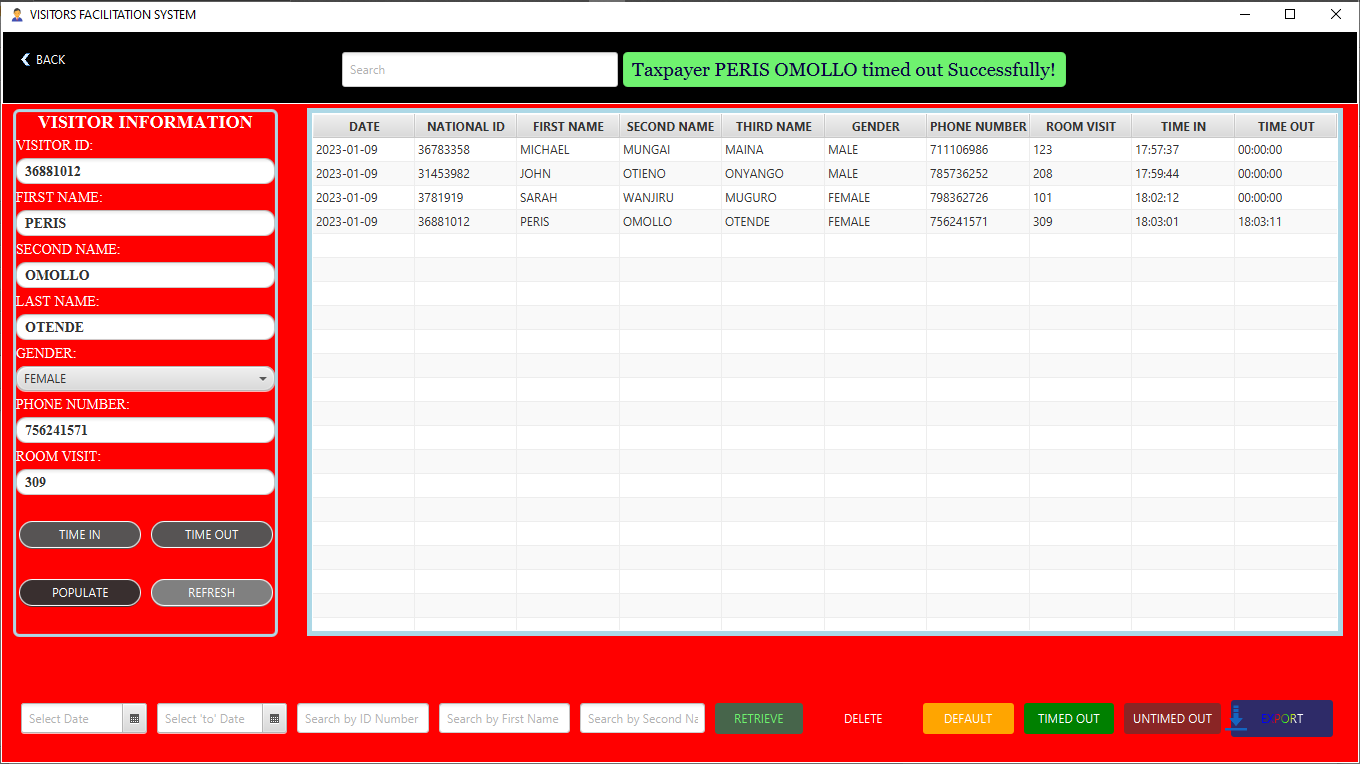 VISITORS FACILITATION SYSTEM
BACK
Search
Taxpayer PERIS OMOLLO timed out Successfully!
VISITOR INFORMATION
VISITOR ID:
36881012
FIRST NAME:
PERIS
SECOND NAME:
OMOLLO
LAST NAME:
OTENDE
GENDER:
FEMALE
PHONE NUMBER:
756241571
ROOM VISIT:
309
TIME IN TIME OUT
POPULATE REFRESH
DATE NATIONAL ID FIRST NAME SECOND NAME THIRD NAME GENDER PHONE NUMBER ROOM VISIT TIME IN TIME OUT
2023-01-09 36783358 MICHAEL MUNGAI MAINA MALE 711106986 123 17:57:37 00:00:00
2023-01-09 31453982 JOHN OTIENO ONYANGO MALE 785736252 208 17:59:44 00:00:00
2023-01-09 3781919 SARAH WANJIRU MUGURO FEMALE 798362726 101 18:02:12 00:00:00
2023-01-09 36881012 PERIS OMOLLO OTENDE FEMALE 756241571 309 18:03:01 18:03:11
Select Date Select 'to' Date Search by ID Number Search by First Name Search by Second Na RETRIEVE DELETE DEFAULT TIMED OUT UNTIMED OUT EXPORT